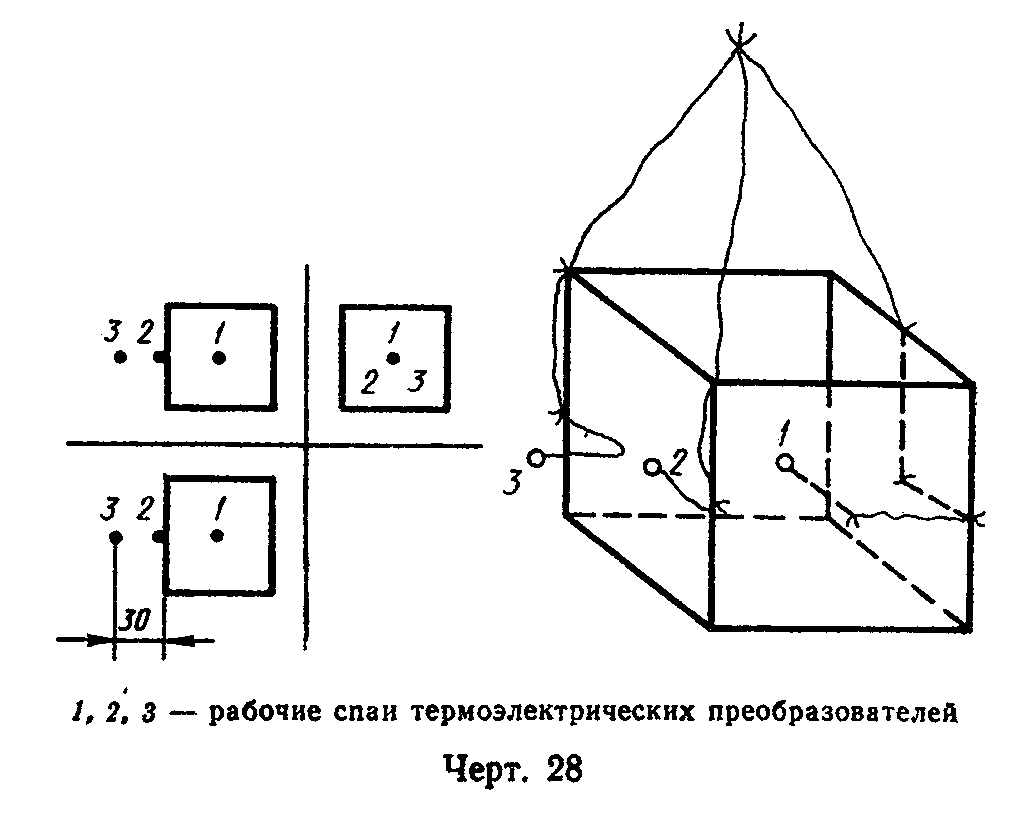 3 2 1
1
2 3
3 2 1
30
1
2
3
1, 2, 3 — рабочие спаи термоэлектрических преобразователей
Черт. 28